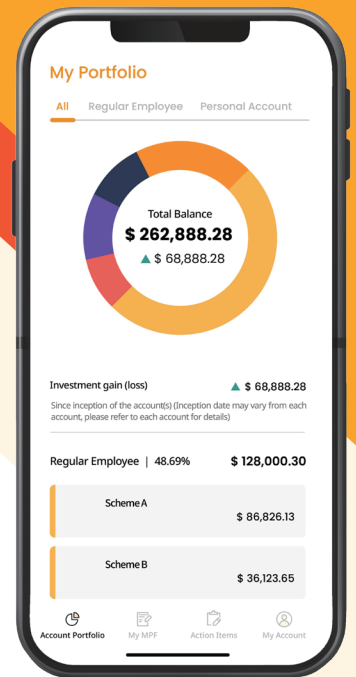 My Portfolio
All Regular Employee Personal Account
Total Balance
$ 262,888.28
▲ $ 68,888.28
Investment gain (loss) ▲ $ 68,888.28
Since inception of the account(s) (Inception date may vary from each
account, please refer to each account for details)
Regular Employee | 48.69% $ 128,000.30
Scheme A
$ 86,826.13
Scheme B
$ 36,123.65
Account Portfolio My MPF Action Items My Account